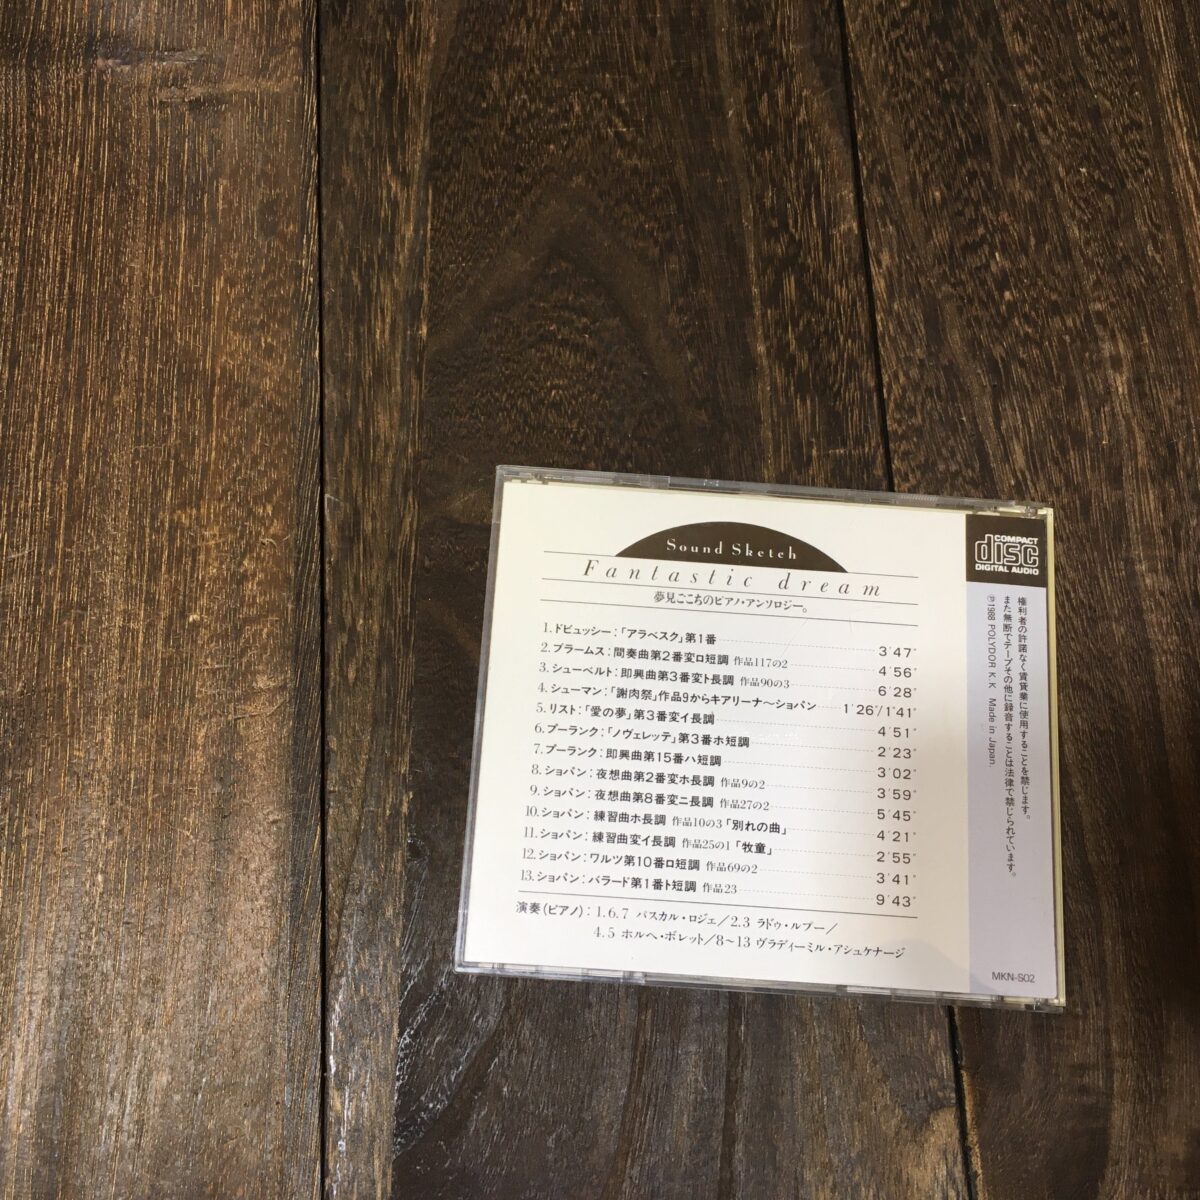 Sound Sketch
Fantastic dream
夢見ごこちのピアノ・アンソロジー。
1. ドビュッシー：「アラベスク」第1番 3'47"
2. ブラームス：間奏曲第2番変ロ短調 作品117の2 4'56"
3. シューベルト：即興曲第3番変ト長調 作品90の3 6'28"
4. シューマン：「謝肉祭」作品9からキアリーナ～ショパン 1'26"/1'41"
5. リスト：「愛の夢」第3番変イ長調 4'51"
6. プーランク：「ノヴェレッテ」第3番ホ短調 2'23"
7. プーランク：即興曲第15番ハ短調 3'02"
8. ショパン：夜想曲第2番変ホ長調 作品9の2 3'59"
9. ショパン：夜想曲第8番変ニ長調 作品27の2 5'45"
10. ショパン：練習曲ホ長調 作品10の3「別れの曲」 4'21"
11. ショパン：練習曲変イ長調 作品25の1「牧童」 2'55"
12. ショパン：ワルツ第10番ロ短調 作品69の2 3'41"
13. ショパン：バラード第1番ト短調 作品23 9'43"
演奏(ピアノ)：1.6.7 パスカル・ロジェ／2.3 ラドゥ・ルプー／
4.5 ホルヘ・ボレット／8～13 ヴラディーミル・アシュケナージ
COMPACT
disc
DIGITAL AUDIO
権利者の許諾なく賃貸業に使用することを禁じます。
また無断でテープその他に録音することは法律で禁じられています。
℗1988 POLYDOR K.K Made in Japan.
MKN-S02